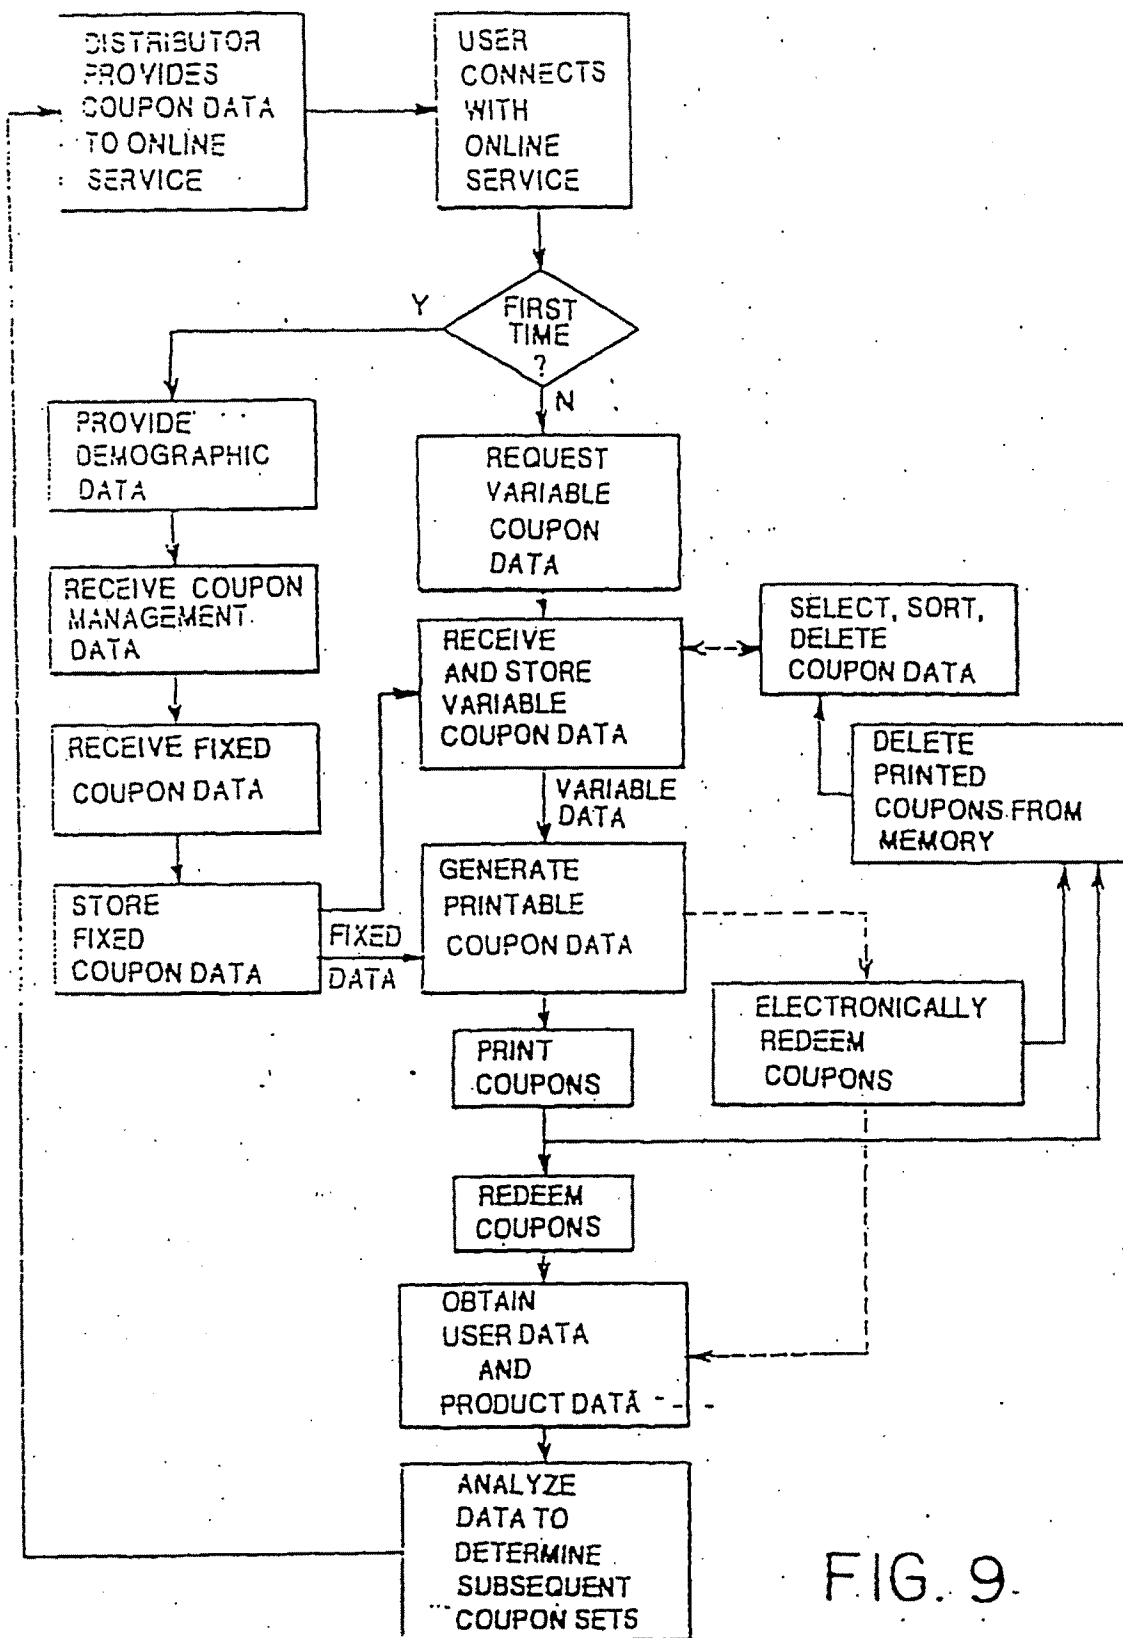 DISTRIBUTOR
PROVIDES
COUPON DATA
TO ONLINE
SERVICE
USER
CONNECTS
WITH
ONLINE
SERVICE
FIRST
TIME
?
Y
N
PROVIDE
DEMOGRAPHIC
DATA
REQUEST
VARIABLE
COUPON
DATA
RECEIVE COUPON
MANAGEMENT
DATA
RECEIVE
AND STORE
VARIABLE
COUPON DATA
SELECT, SORT,
DELETE
COUPON DATA
RECEIVE FIXED
COUPON DATA
VARIABLE
DATA
DELETE
PRINTED
COUPONS FROM
MEMORY
STORE
FIXED
COUPON DATA
FIXED
DATA
GENERATE
PRINTABLE
COUPON DATA
ELECTRONICALLY
REDEEM
COUPONS
PRINT
COUPONS
REDEEM
COUPONS
OBTAIN
USER DATA
AND
PRODUCT DATA
ANALYZE
DATA TO
DETERMINE
SUBSEQUENT
COUPON SETS
FIG. 9